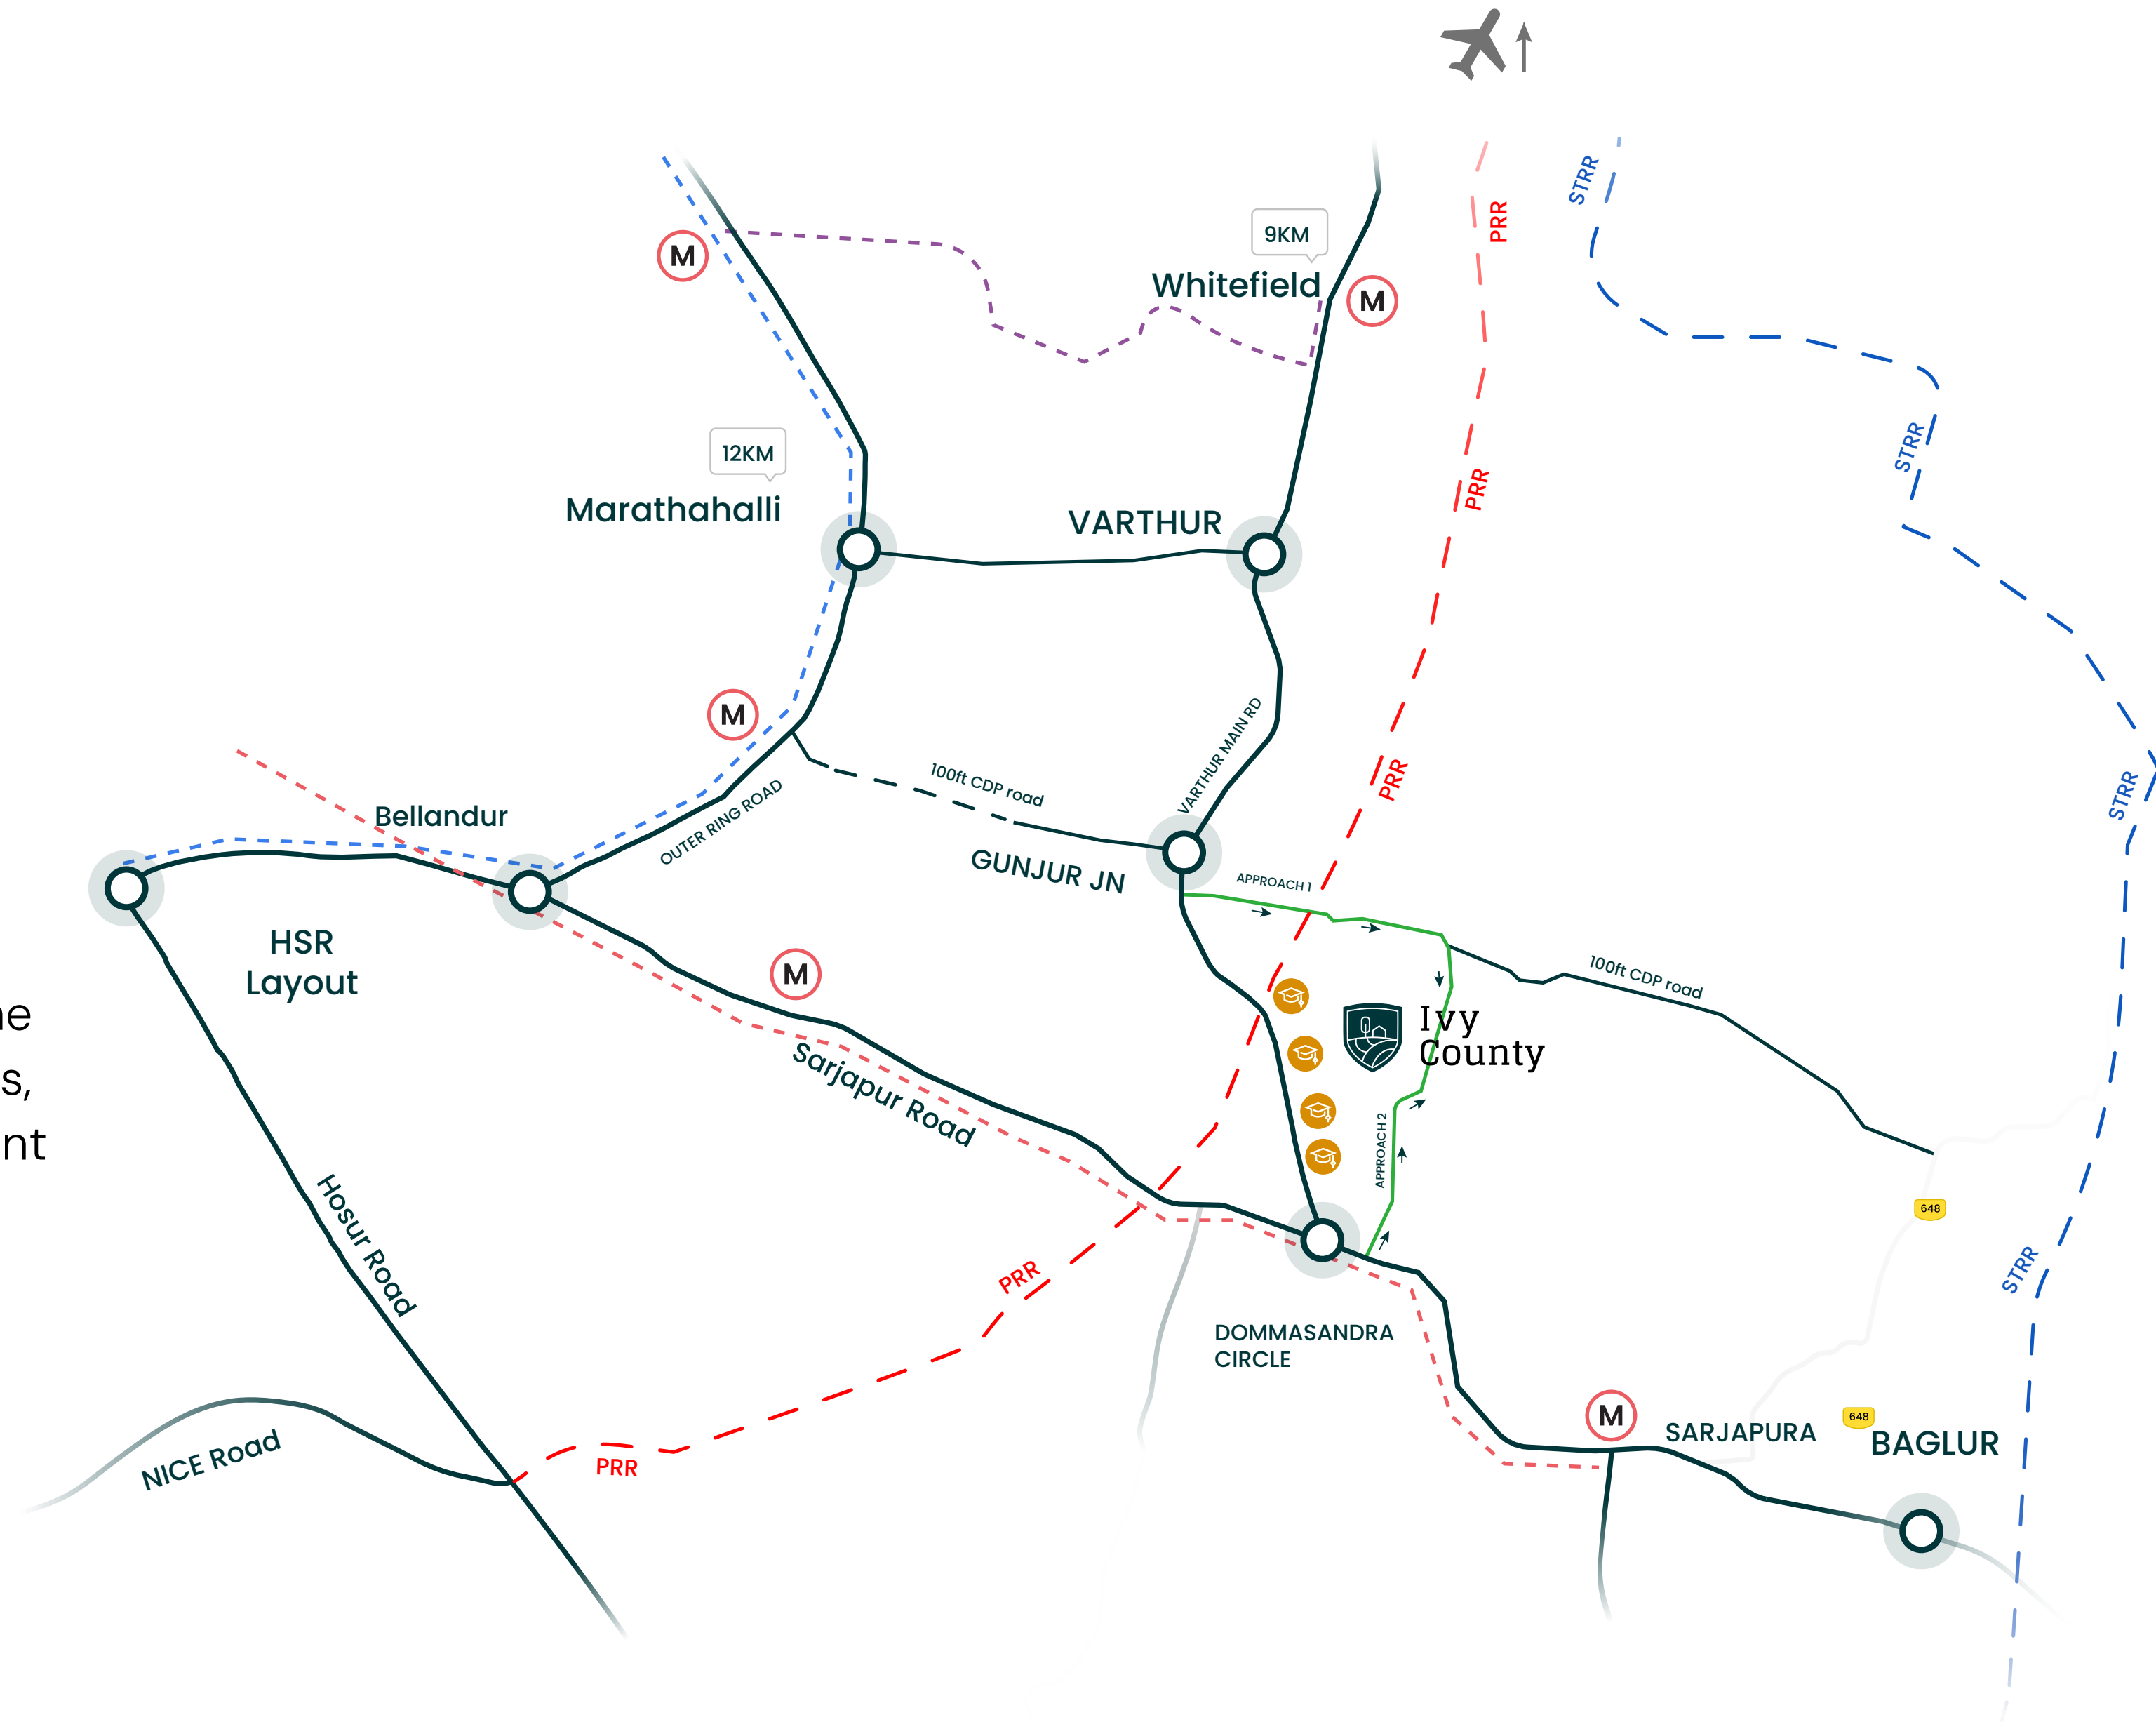 STRR
PRR
9KM
Whitefield
M
M
12KM
Marathahalli
VARTHUR
STRR
PRR
M
VARTHUR MAIN RD
PRR
STRR
100ft CDP road
OUTER RING ROAD
Bellandur
GUNJUR JN
APPROACH 1
HSR
Layout
M
100ft CDP road
ne
s,
nt
Ivy
County
Sarjapur Road
APPROACH 2
Hosur Road
648
STRR
PRR
DOMMASANDRA
CIRCLE
M
SARJAPURA
648
BAGLUR
NICE Road
PRR